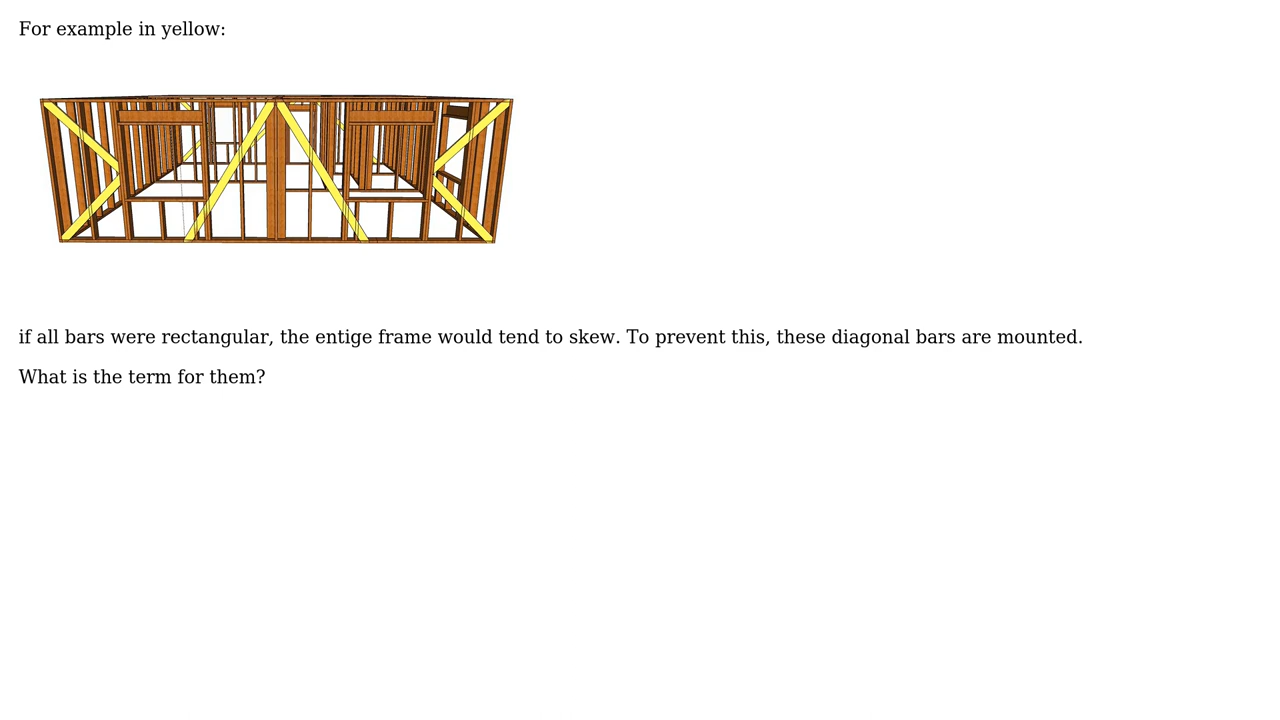 For example in yellow:
if all bars were rectangular, the entige frame would tend to skew. To prevent this, these diagonal bars are mounted.
What is the term for them?